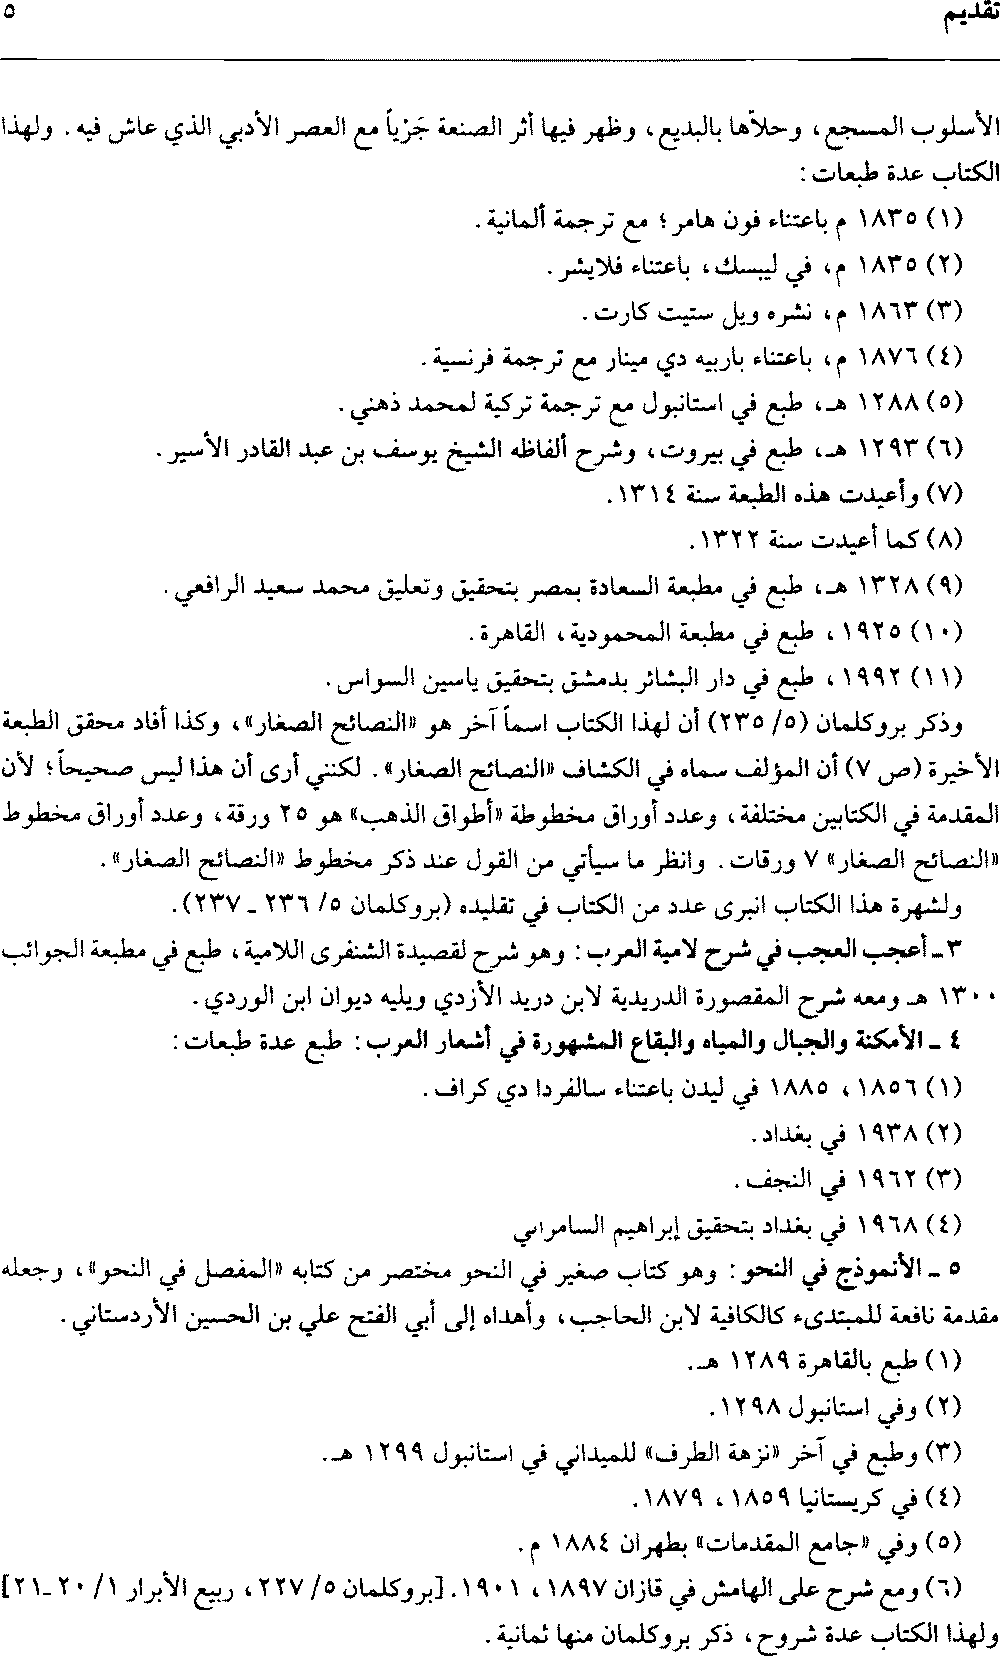 تقديم ٥
الأسلوب المسجع، وحلاّها بالبديع، وظهر فيها أثر الصنعة جَرْياً مع العصر الأدبي الذي عاش فيه. ولهذا
الكتاب عدة طبعات:
(١) ١٨٣٥ م باعتناء فون هامر؛ مع ترجمة ألمانية.
(٢) ١٨٣٥ م، في ليبسك، باعتناء فلايشر.
(٣) ١٨٦٣ م، نشره ويل ستيت كارت.
(٤) ١٨٧٦ م، باعتناء باربيه دي مينار مع ترجمة فرنسية.
(٥) ١٢٨٨ هـ، طبع في استانبول مع ترجمة تركية لمحمد ذهني.
(٦) ١٢٩٣ هـ، طبع في بيروت، وشرح ألفاظه الشيخ يوسف بن عبد القادر الأسير.
(٧) وأعيدت هذه الطبعة سنة ١٣١٤.
(٨) كما أعيدت سنة ١٣٢٢.
(٩) ١٣٢٨ هـ، طبع في مطبعة السعادة بمصر بتحقيق وتعليق محمد سعيد الرافعي.
(١٠) ١٩٢٥، طبع في مطبعة المحمودية، القاهرة.
(١١) ١٩٩٢، طبع في دار البشائر بدمشق بتحقيق ياسين السواس.
وذكر بروكلمان (٥/ ٢٣٥) أن لهذا الكتاب اسماً آخر هو «النصائح الصغار»، وكذا أفاد محقق الطبعة
الأخيرة (ص ٧) أن المؤلف سماه في الكشاف «النصائح الصغار». لكنني أرى أن هذا ليس صحيحاً؛ لأن
المقدمة في الكتابين مختلفة، وعدد أوراق مخطوطة «أطواق الذهب» هو ٢٥ ورقة، وعدد أوراق مخطوط
«النصائح الصغار» ٧ ورقات. وانظر ما سيأتي من القول عند ذكر مخطوط «النصائح الصغار».
ولشهرة هذا الكتاب انبرى عدد من الكتاب في تقليده (بروكلمان ٥/ ٢٣٦ ـ ٢٣٧).
٣ـ أعجب العجب في شرح لامية العرب: وهو شرح لقصيدة الشنفرى اللامية، طبع في مطبعة الجوائب
١٣٠٠ هـ ومعه شرح المقصورة الدريدية لابن دريد الأزدي ويليه ديوان ابن الوردي.
٤ ـ الأمكنة والجبال والمياه والبقاع المشهورة في أشعار العرب: طبع عدة طبعات:
(١) ١٨٥٦، ١٨٨٥ في ليدن باعتناء سالفردا دي كراف.
(٢) ١٩٣٨ في بغداد.
(٣) ١٩٦٢ في النجف.
(٤) ١٩٦٨ في بغداد بتحقيق إبراهيم السامرابي
٥ ـ الأنموذج في النحو: وهو كتاب صغير في النحو مختصر من كتابه «المفصل في النحو»، وجعله
مقدمة نافعة للمبتدىء كالكافية لابن الحاجب، وأهداه إلى أبي الفتح علي بن الحسين الأردستاني.
(١) طبع بالقاهرة ١٢٨٩ هـ.
(٢) وفي استانبول ١٢٩٨.
(٣) وطبع في آخر «نزهة الطرف» للميداني في استانبول ١٢٩٩ هـ.
(٤) في كريستانيا ١٨٥٩، ١٨٧٩.
(٥) وفي «جامع المقدمات» بطهران ١٨٨٤ م.
(٦) ومع شرح على الهامش في قازان ١٨٩٧، ١٩٠١. [بروكلمان ٥/ ٢٢٧، ربيع الأبرار ١/ ٢٠ـ٢١]
ولهذا الكتاب عدة شروح، ذكر بروكلمان منها ثمانية.